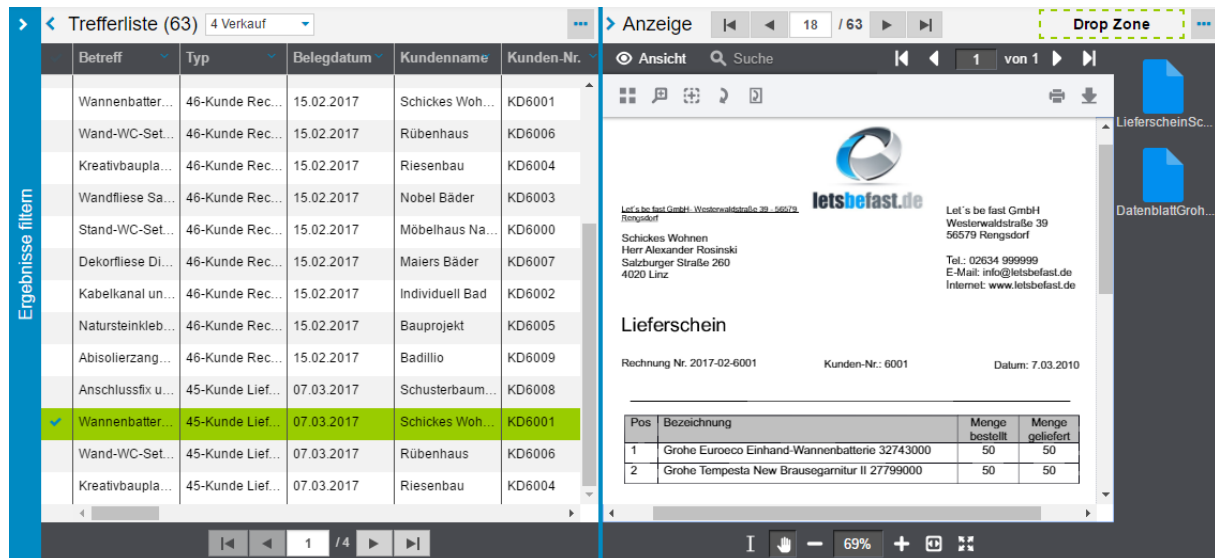 Trefferliste (63) 4 Verkauf
Anzeige 18 / 63 Drop Zone
Ergebnisse filtern
Betreff Typ Belegdatum Kundenname Kunden-Nr.
Wannenbatter... 46-Kunde Rec... 15.02.2017 Schickes Woh... KD6001
Wand-WC-Set... 46-Kunde Rec... 15.02.2017 Rübenhaus KD6006
Kreativbaupla... 46-Kunde Rec... 15.02.2017 Riesenbau KD6004
Wandfliese Sa... 46-Kunde Rec... 15.02.2017 Nobel Bäder KD6003
Stand-WC-Set... 46-Kunde Rec... 15.02.2017 Möbelhaus Na... KD6000
Dekorfliese Di... 46-Kunde Rec... 15.02.2017 Maiers Bäder KD6007
Kabelkanal un... 46-Kunde Rec... 15.02.2017 Individuell Bad KD6002
Natursteinkleb... 46-Kunde Rec... 15.02.2017 Bauprojekt KD6005
Abisolierzang... 46-Kunde Rec... 15.02.2017 Badillio KD6009
Anschlussfix u... 45-Kunde Lief... 07.03.2017 Schusterbaum... KD6008
Wannenbatter... 45-Kunde Lief... 07.03.2017 Schickes Woh... KD6001
Wand-WC-Set... 45-Kunde Lief... 07.03.2017 Rübenhaus KD6006
Kreativbaupla... 45-Kunde Lief... 07.03.2017 Riesenbau KD6004
1 /4
Ansicht Suche 1 von 1
letsbefast.de
Let´s be fast GmbH- Westerwaldstraße 39 - 56579
Rengsdorf
Schickes Wohnen
Herr Alexander Rosinski
Salzburger Straße 260
4020 Linz
Let´s be fast GmbH
Westerwaldstraße 39
56579 Rengsdorf
Tel.: 02634 999999
E-Mail: info@letsbefast.de
Internet: www.letsbefast.de
Lieferschein
Rechnung Nr. 2017-02-6001 Kunden-Nr.: 6001 Datum: 7.03.2010
Pos Bezeichnung Menge bestellt Menge geliefert
1 Grohe Euroeco Einhand-Wannenbatterie 32743000 50 50
2 Grohe Tempesta New Brausegarnitur II 27799000 50 50
69%
LieferscheinSc...
DatenblattGroh...